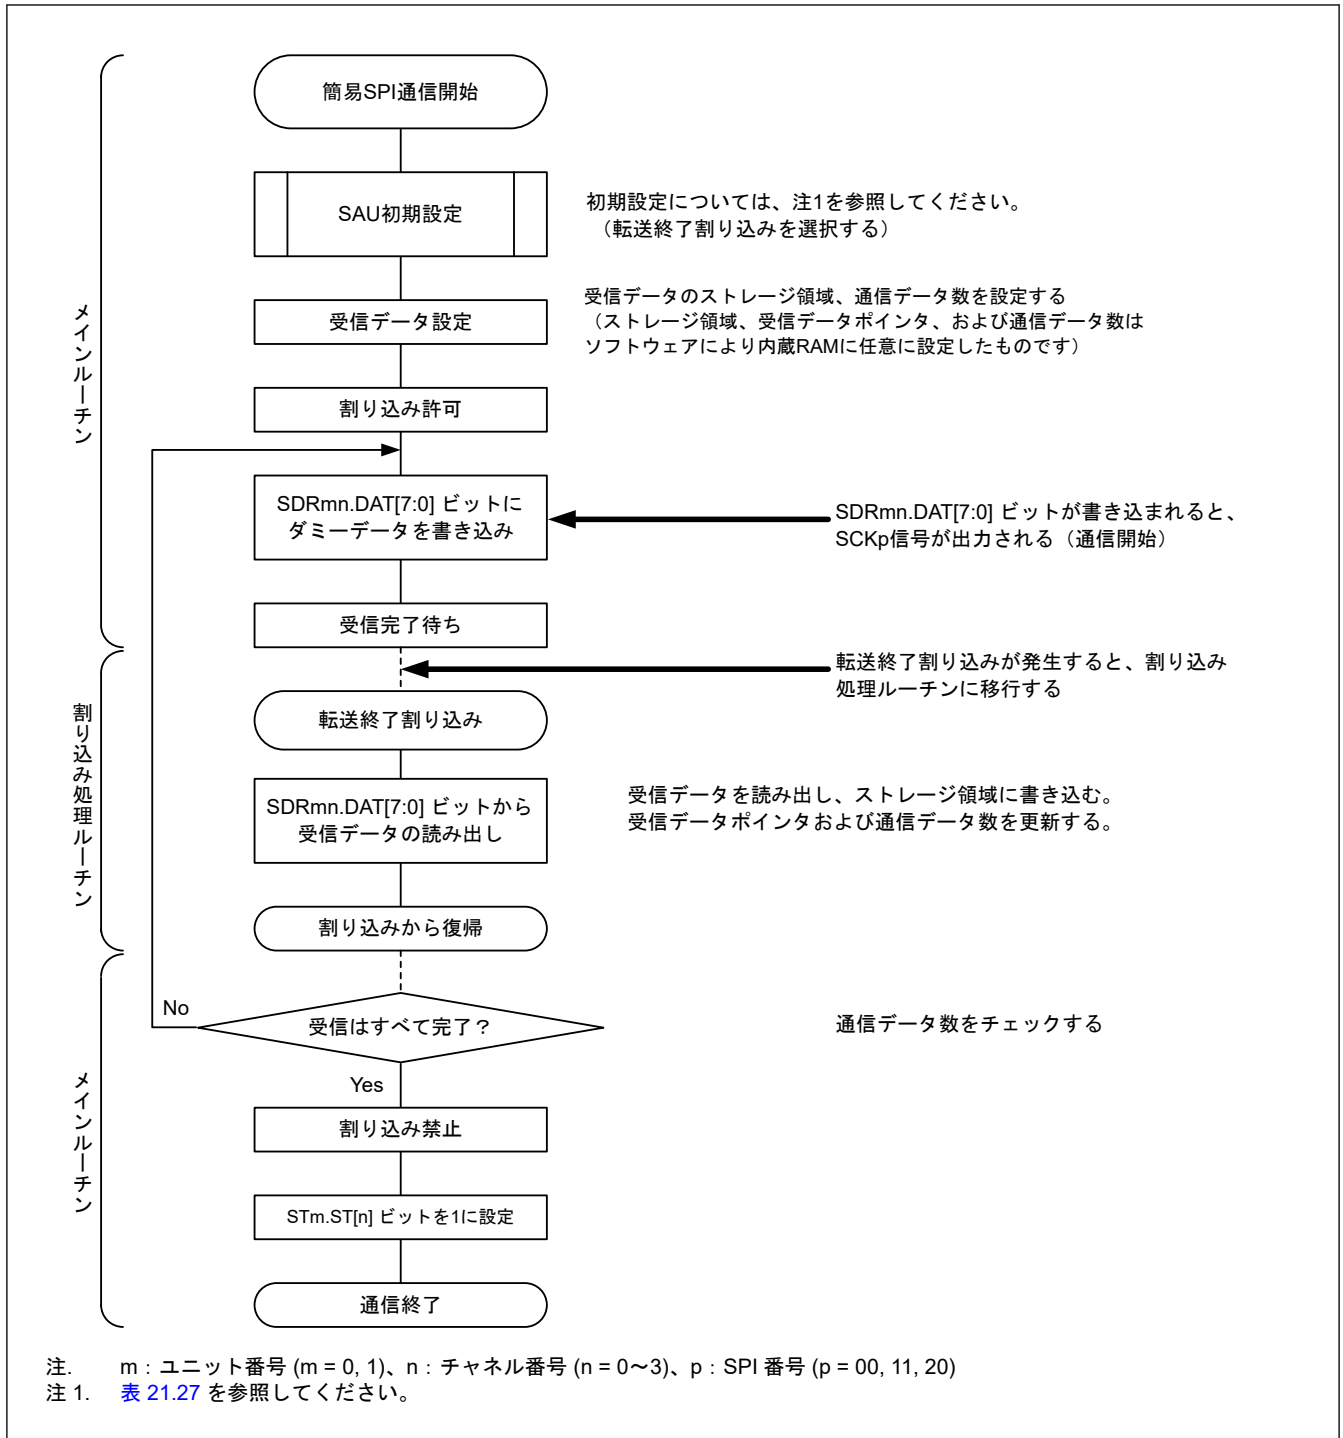 簡易SPI通信開始
SAU初期設定
初期設定については、注1を参照してください。
（転送終了割り込みを選択する）
受信データ設定
受信データのストレージ領域、通信データ数を設定する
（ストレージ領域、受信データポインタ、および通信データ数は
ソフトウェアにより内蔵RAMに任意に設定したものです）
メインルーチン
割り込み許可
SDRmn.DAT[7:0] ビットに
ダミーデータを書き込み
SDRmn.DAT[7:0] ビットが書き込まれると、
SCKp信号が出力される（通信開始）
受信完了待ち
転送終了割り込みが発生すると、割り込み
処理ルーチンに移行する
割り込み処理ルーチン
転送終了割り込み
SDRmn.DAT[7:0] ビットから
受信データの読み出し
受信データを読み出し、ストレージ領域に書き込む。
受信データポインタおよび通信データ数を更新する。
割り込みから復帰
No
受信はすべて完了？
通信データ数をチェックする
Yes
メインルーチン
割り込み禁止
STm.ST[n] ビットを1に設定
通信終了
注. m：ユニット番号 (m = 0, 1)、n：チャネル番号 (n = 0～3)、p：SPI 番号 (p = 00, 11, 20)
注 1. 表 21.27 を参照してください。